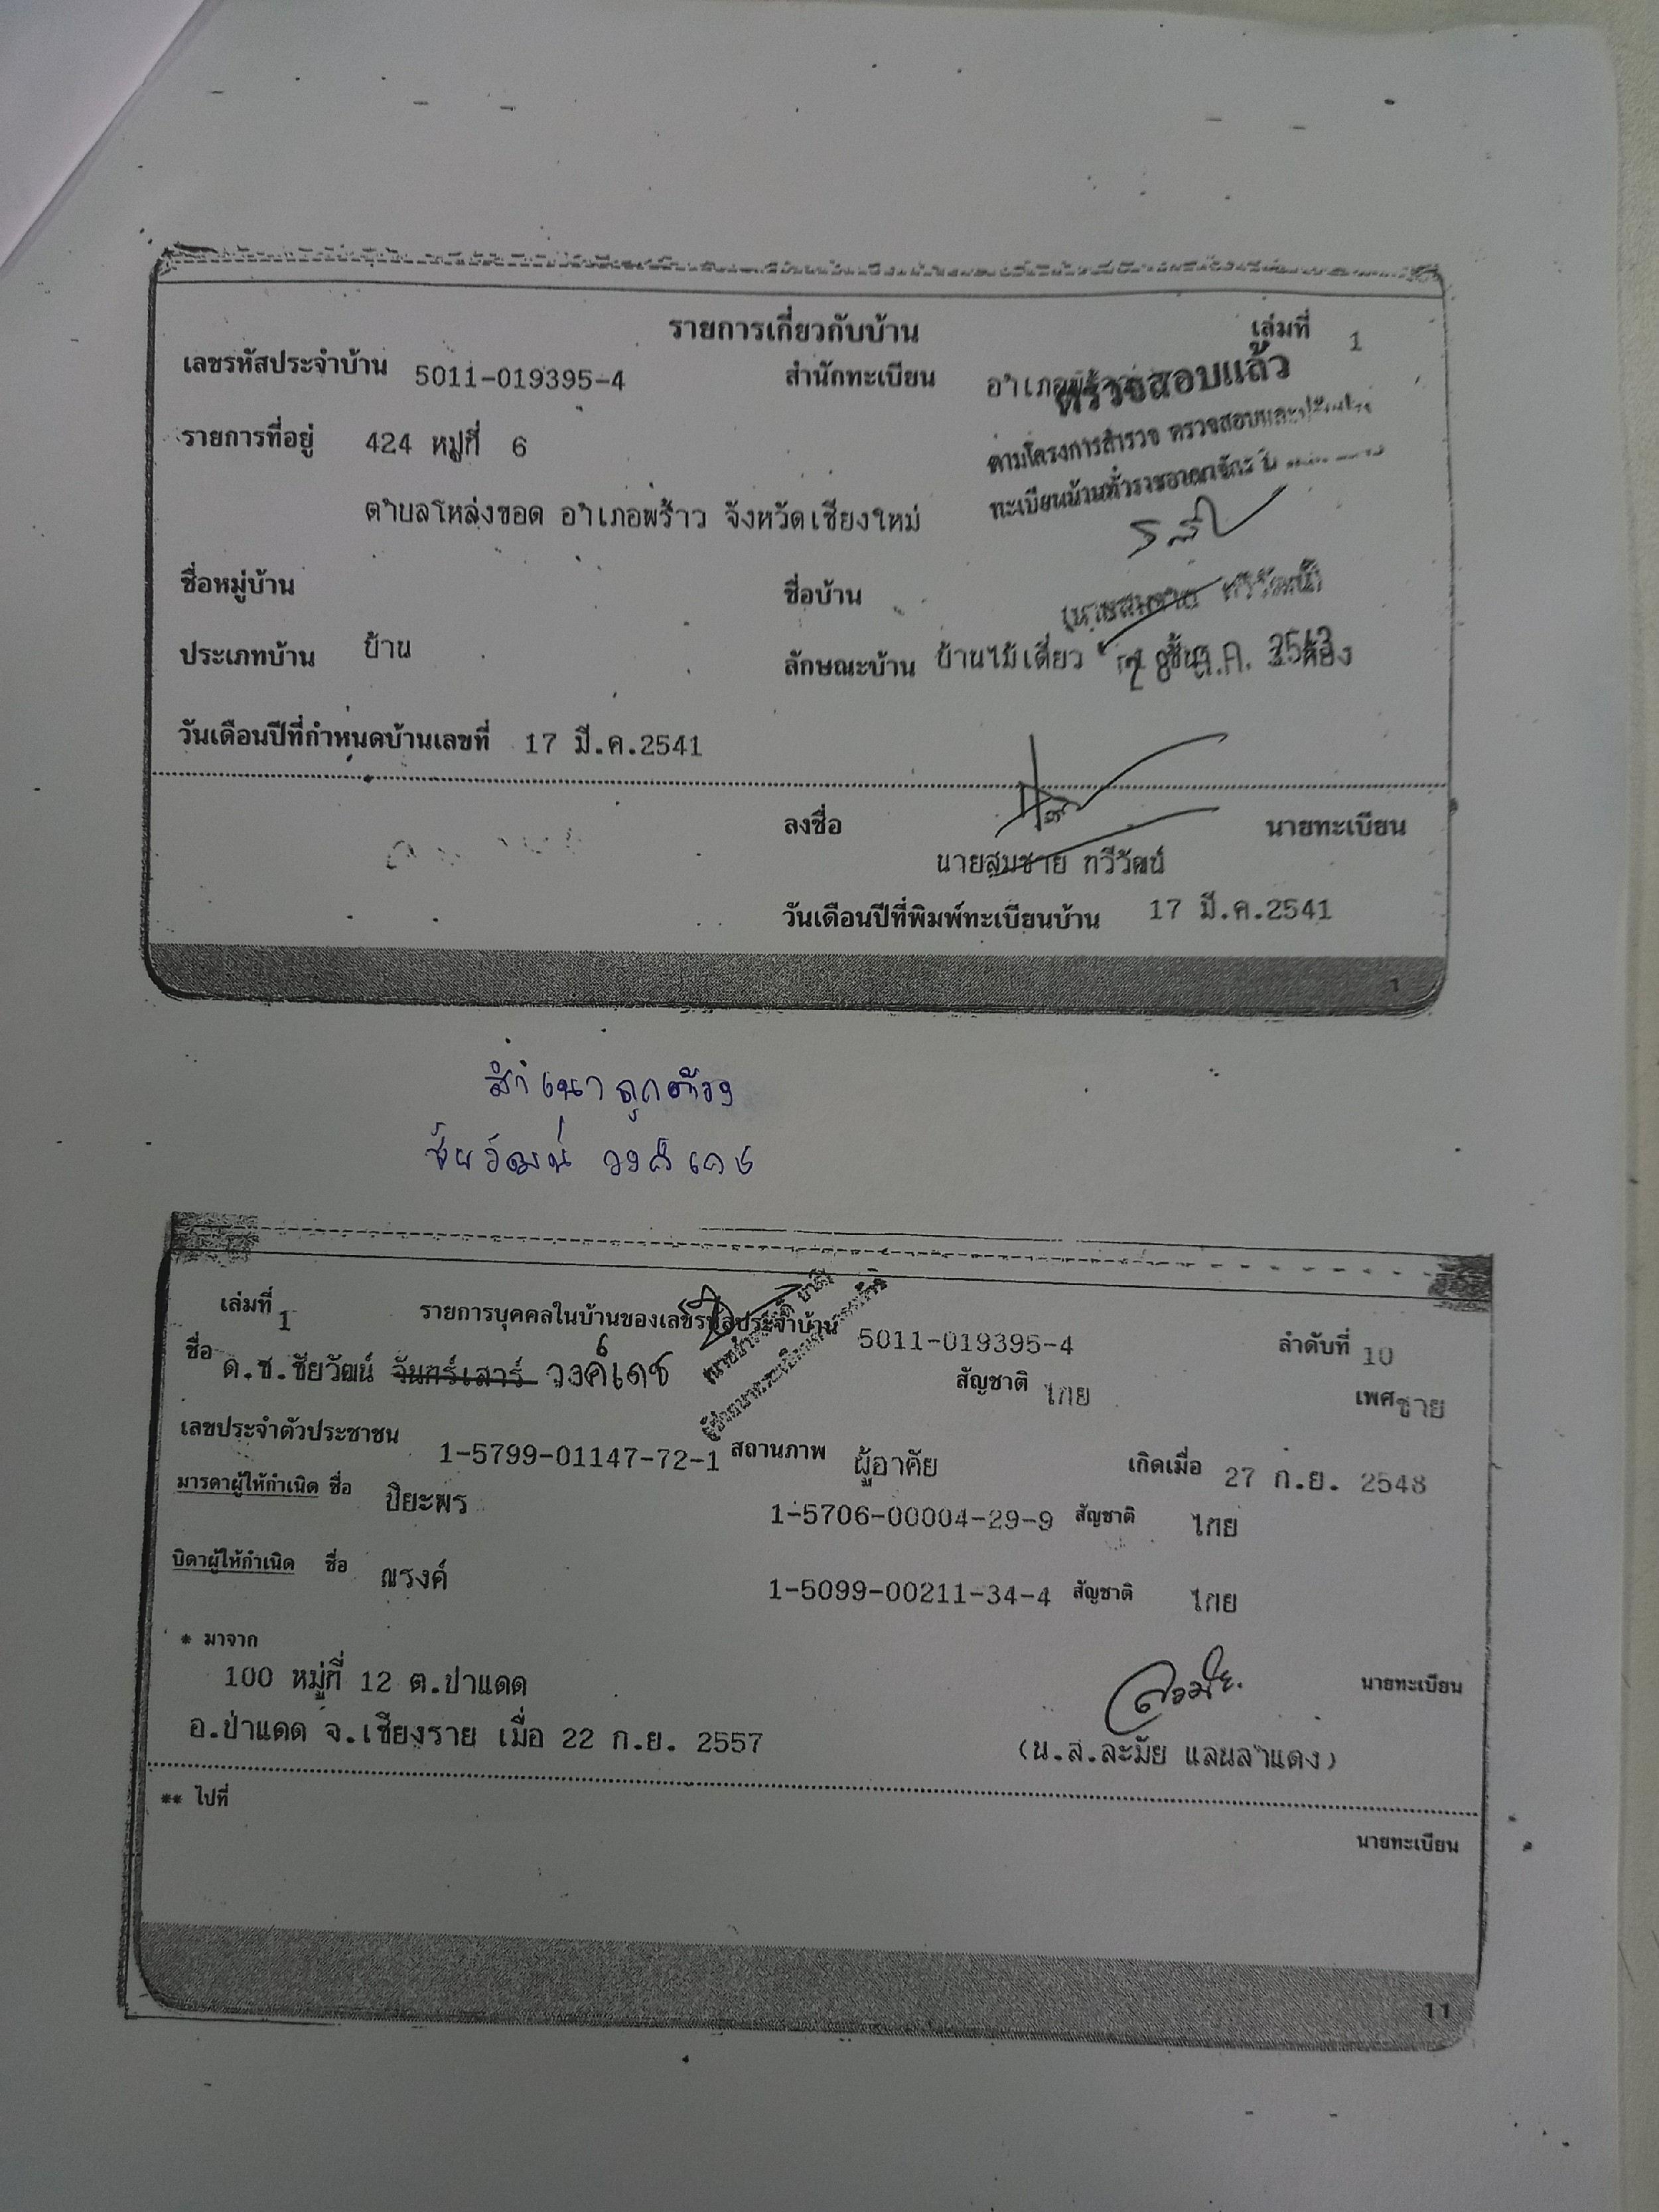 รายการเกี่ยวกับบ้าน เล่มที่ 1
เลขรหัสประจำบ้าน 5011-019395-4 สำนักทะเบียน อำเภอพร้าว
ตรวจสอบแล้ว
รายการที่อยู่ 424 หมู่ที่ 6
ตามโครงการสำรวจ ตรวจสอบและปรับปรุง
ตำบลโหล่งขอด อำเภอพร้าว จังหวัดเชียงใหม่
ทะเบียนบ้านทั่วราชอาณาจักร
ชื่อหมู่บ้าน ชื่อบ้าน
(นายสมชาย ทวีวัฒน์)
ประเภทบ้าน บ้าน ลักษณะบ้าน บ้านไม้เดี่ยว ชั้น ห้อง
วันเดือนปีที่กำหนดบ้านเลขที่ 17 มี.ค.2541
ลงชื่อ นายทะเบียน
นายสมชาย ทวีวัฒน์
วันเดือนปีที่พิมพ์ทะเบียนบ้าน 17 มี.ค.2541
1
สำเนาถูกต้อง
ชัยวัฒน์ วงค์เดช
เล่มที่ 1 รายการบุคคลในบ้านของเลขรหัสประจำบ้าน 5011-019395-4 ลำดับที่ 10
ชื่อ ด.ช.ชัยวัฒน์ จันทร์เสาร์ วงค์เดช สัญชาติ ไทย เพศ ชาย
เลขประจำตัวประชาชน 1-5799-01147-72-1 สถานภาพ ผู้อาศัย เกิดเมื่อ 27 ก.ย. 2548
มารดาผู้ให้กำเนิด ชื่อ ปิยะพร 1-5706-00004-29-9 สัญชาติ ไทย
บิดาผู้ให้กำเนิด ชื่อ ณรงค์ 1-5099-00211-34-4 สัญชาติ ไทย
* มาจาก
100 หมู่ที่ 12 ต.ป่าแดด นายทะเบียน
อ.ป่าแดด จ.เชียงราย เมื่อ 22 ก.ย. 2557 (น.ส.ละมัย แสนลำแดง)
** ไปที่
นายทะเบียน
11